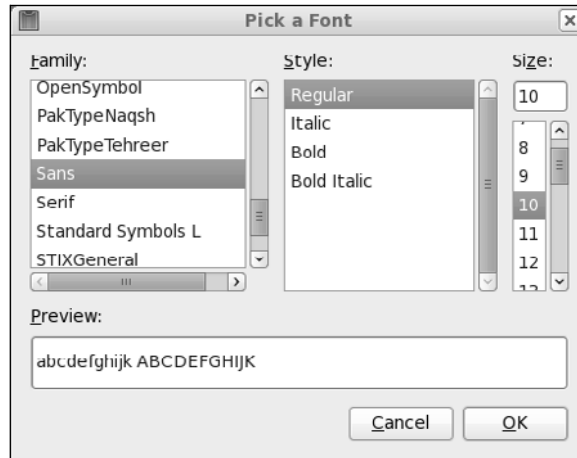 Pick a Font
Family:
OpenSymbol
PakTypeNaqsh
PakTypeTehreer
Sans
Serif
Standard Symbols L
STIXGeneral
Style:
Regular
Italic
Bold
Bold Italic
Size:
10
8
9
10
11
12
Preview:
abcdefghijk ABCDEFGHIJK
Cancel
OK